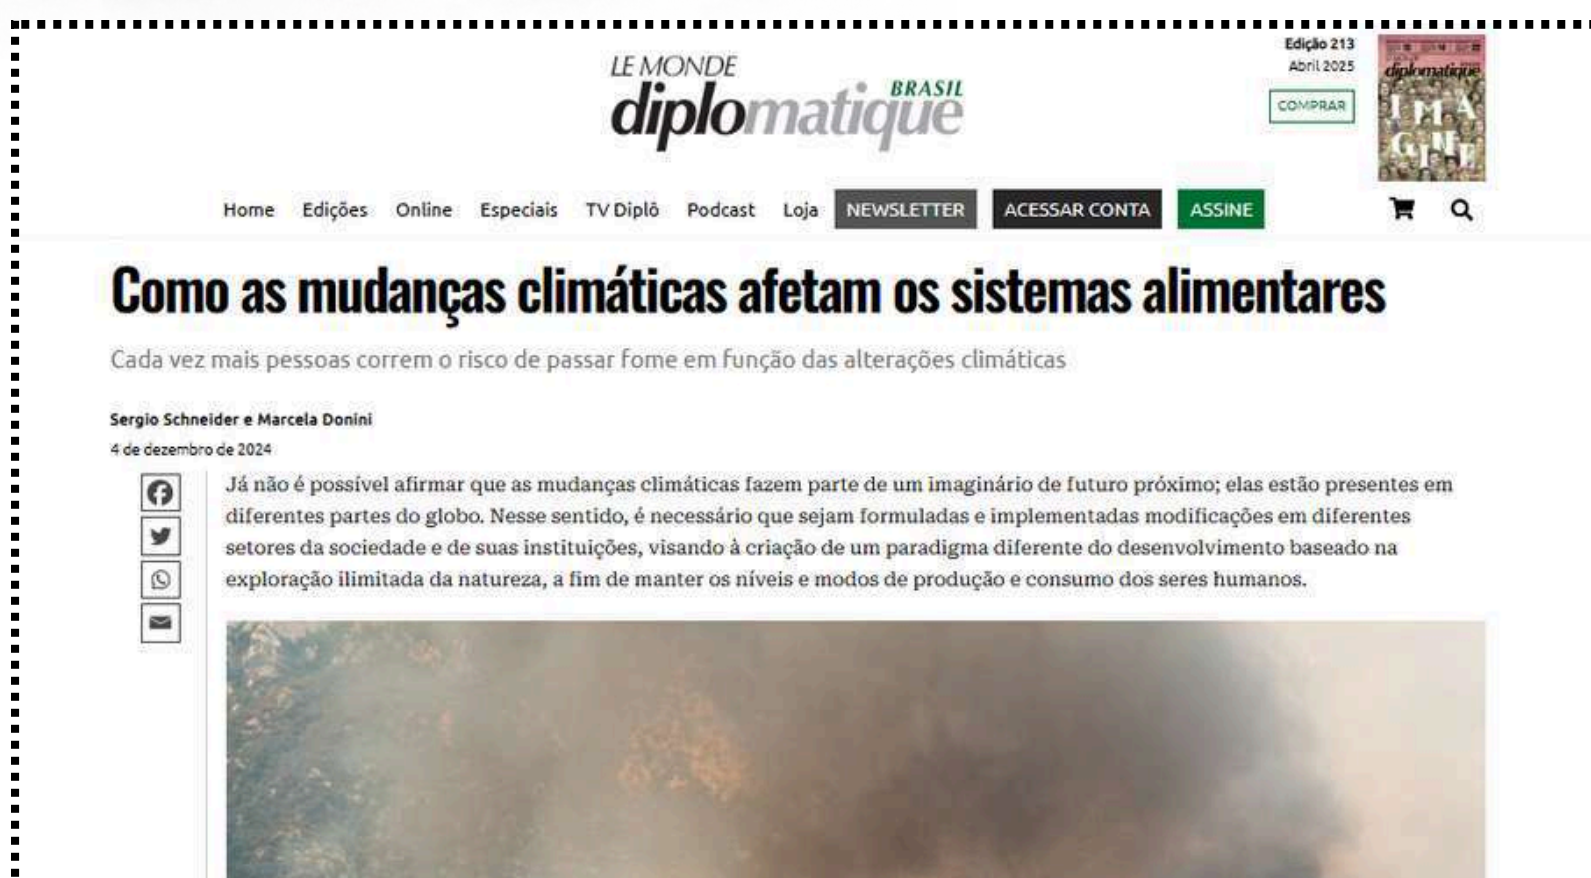 LE MONDE
diplomatique
BRASIL
Edição 213
Abril 2025
COMPRAR
diplomatique
IMA
GINE
Home Edições Online Especiais TV Diplô Podcast Loja NEWSLETTER ACESSAR CONTA ASSINE
Como as mudanças climáticas afetam os sistemas alimentares
Cada vez mais pessoas correm o risco de passar fome em função das alterações climáticas
Sergio Schneider e Marcela Donini
4 de dezembro de 2024
Já não é possível afirmar que as mudanças climáticas fazem parte de um imaginário de futuro próximo; elas estão presentes em
diferentes partes do globo. Nesse sentido, é necessário que sejam formuladas e implementadas modificações em diferentes
setores da sociedade e de suas instituições, visando à criação de um paradigma diferente do desenvolvimento baseado na
exploração ilimitada da natureza, a fim de manter os níveis e modos de produção e consumo dos seres humanos.